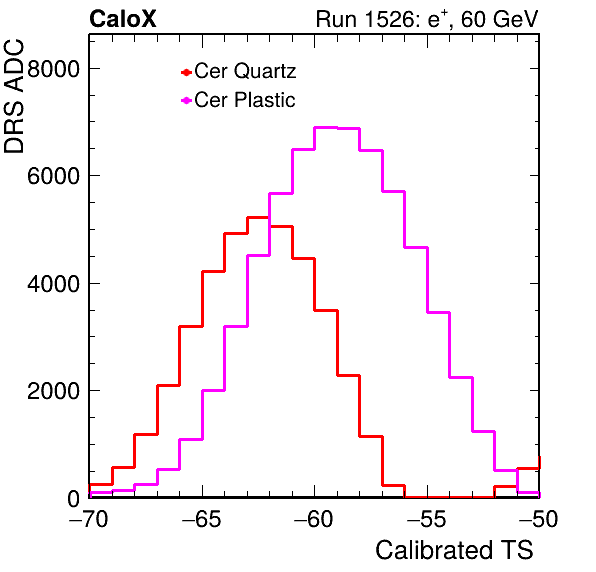 CaloX
Run 1526: e+, 60 GeV
DRS ADC
8000
6000
4000
2000
0
Cer Quartz
Cer Plastic
−70
−65
−60
−55
−50
Calibrated TS